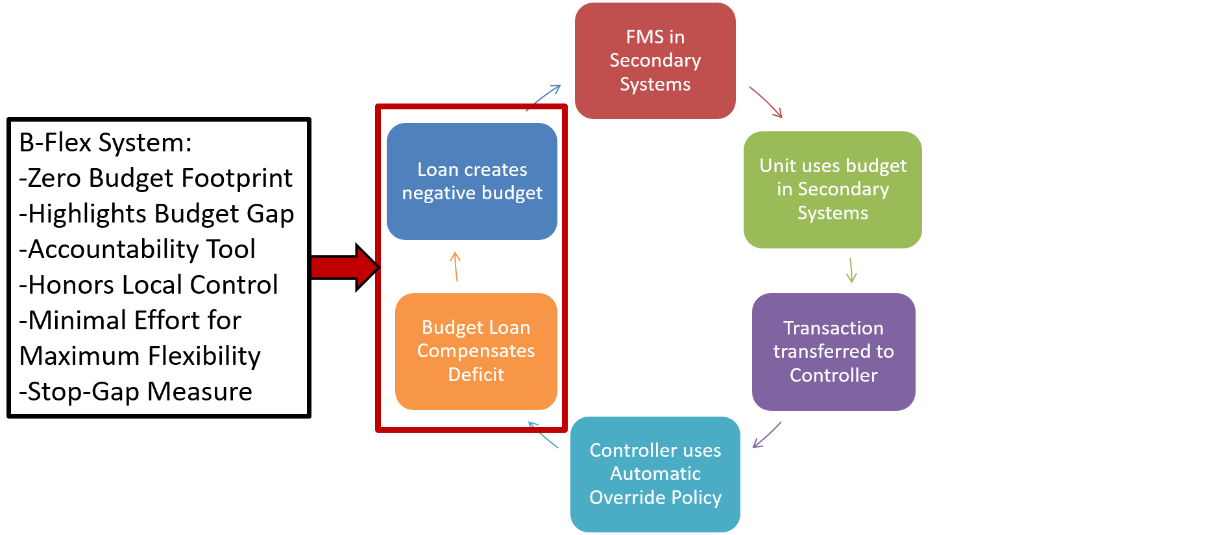 B-Flex System:
-Zero Budget Footprint
-Highlights Budget Gap
-Accountability Tool
-Honors Local Control
-Minimal Effort for
Maximum Flexibility
-Stop-Gap Measure
FMS in
Secondary
Systems
Unit uses budget
in Secondary
Systems
Transaction
transferred to
Controller
Controller uses
Automatic
Override Policy
Budget Loan
Compensates
Deficit
Loan creates
negative budget